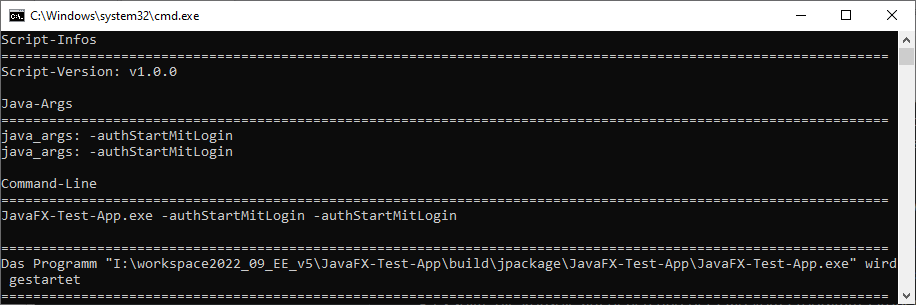 C:\Windows\system32\cmd.exe
Script-Infos
===============================================================================================================
Script-Version: v1.0.0
Java-Args
===============================================================================================================
java_args: -authStartMitLogin
java_args: -authStartMitLogin
Command-Line
===============================================================================================================
JavaFX-Test-App.exe -authStartMitLogin -authStartMitLogin
===============================================================================================================
Das Programm "I:\workspace2022_09_EE_v5\JavaFX-Test-App\build\jpackage\JavaFX-Test-App\JavaFX-Test-App.exe" wird
gestartet
===============================================================================================================